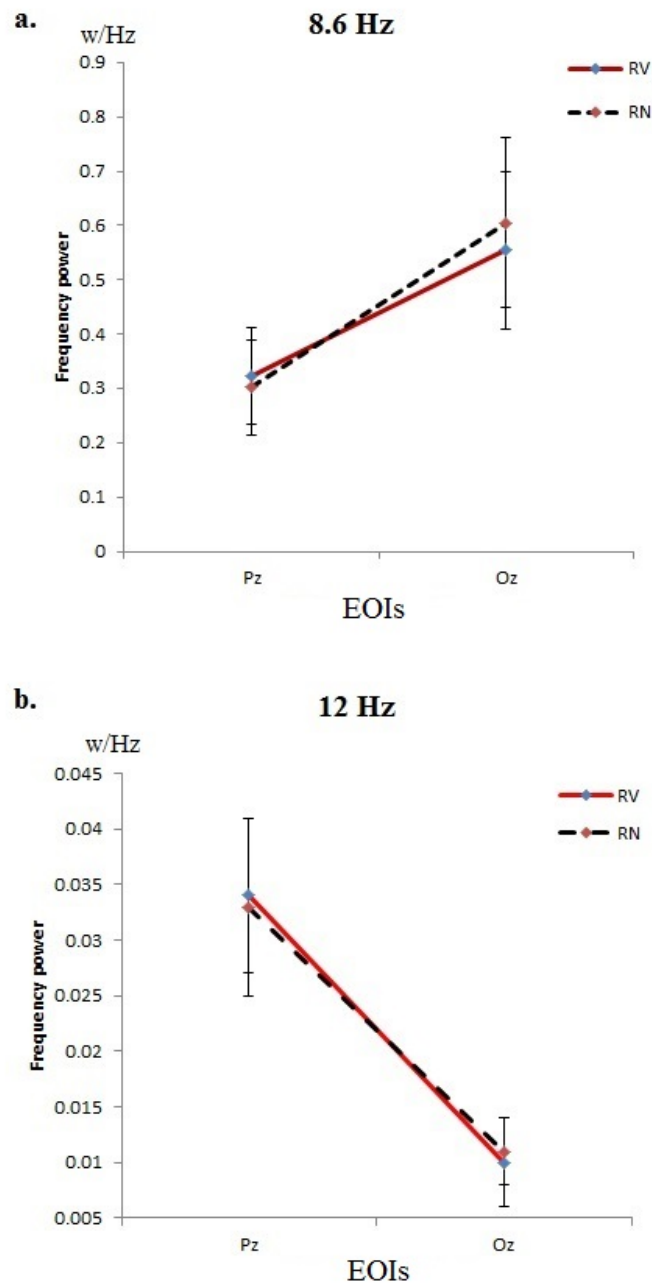 a.
8.6 Hz
w/Hz
0.9
0.8
0.7
0.6
0.5
0.4
0.3
0.2
0.1
0
Frequency power
RV
RN
Pz
Oz
EOIs
b.
12 Hz
w/Hz
0.045
0.04
0.035
0.03
0.025
0.02
0.015
0.01
0.005
Frequency power
RV
RN
Pz
Oz
EOIs